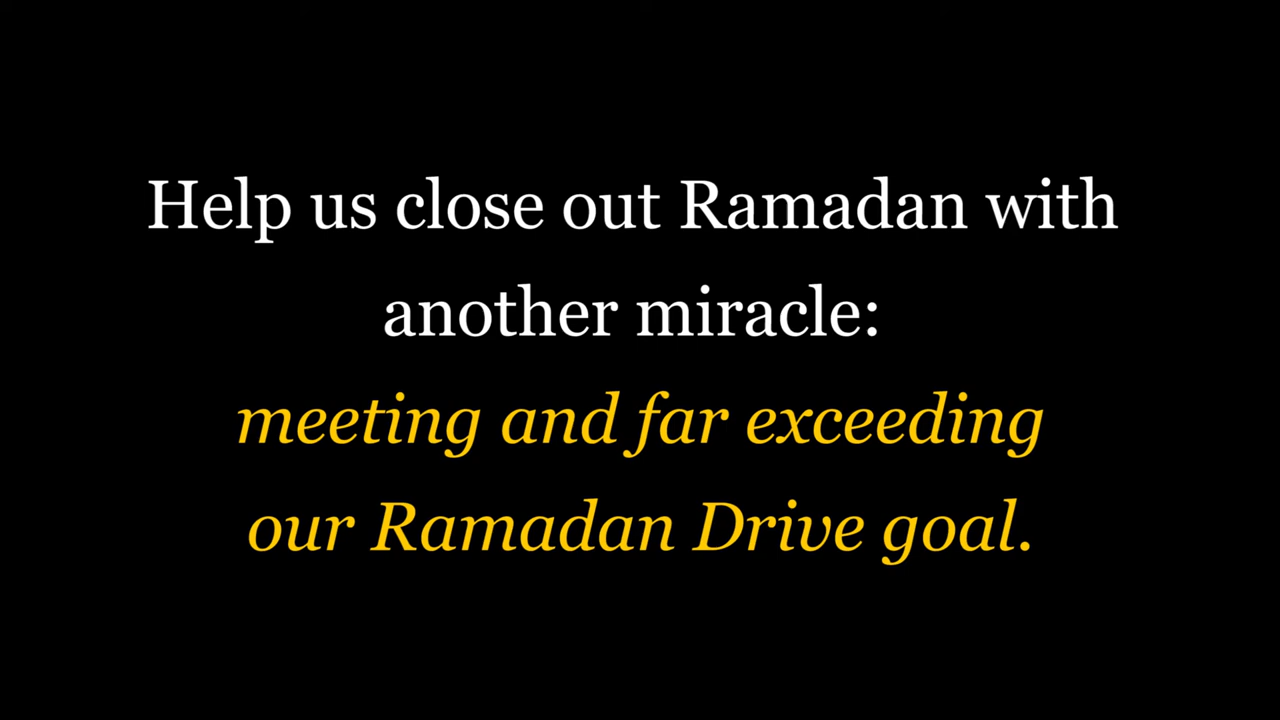 Help us close out Ramadan with
another miracle:
meeting and far exceeding
our Ramadan Drive goal.